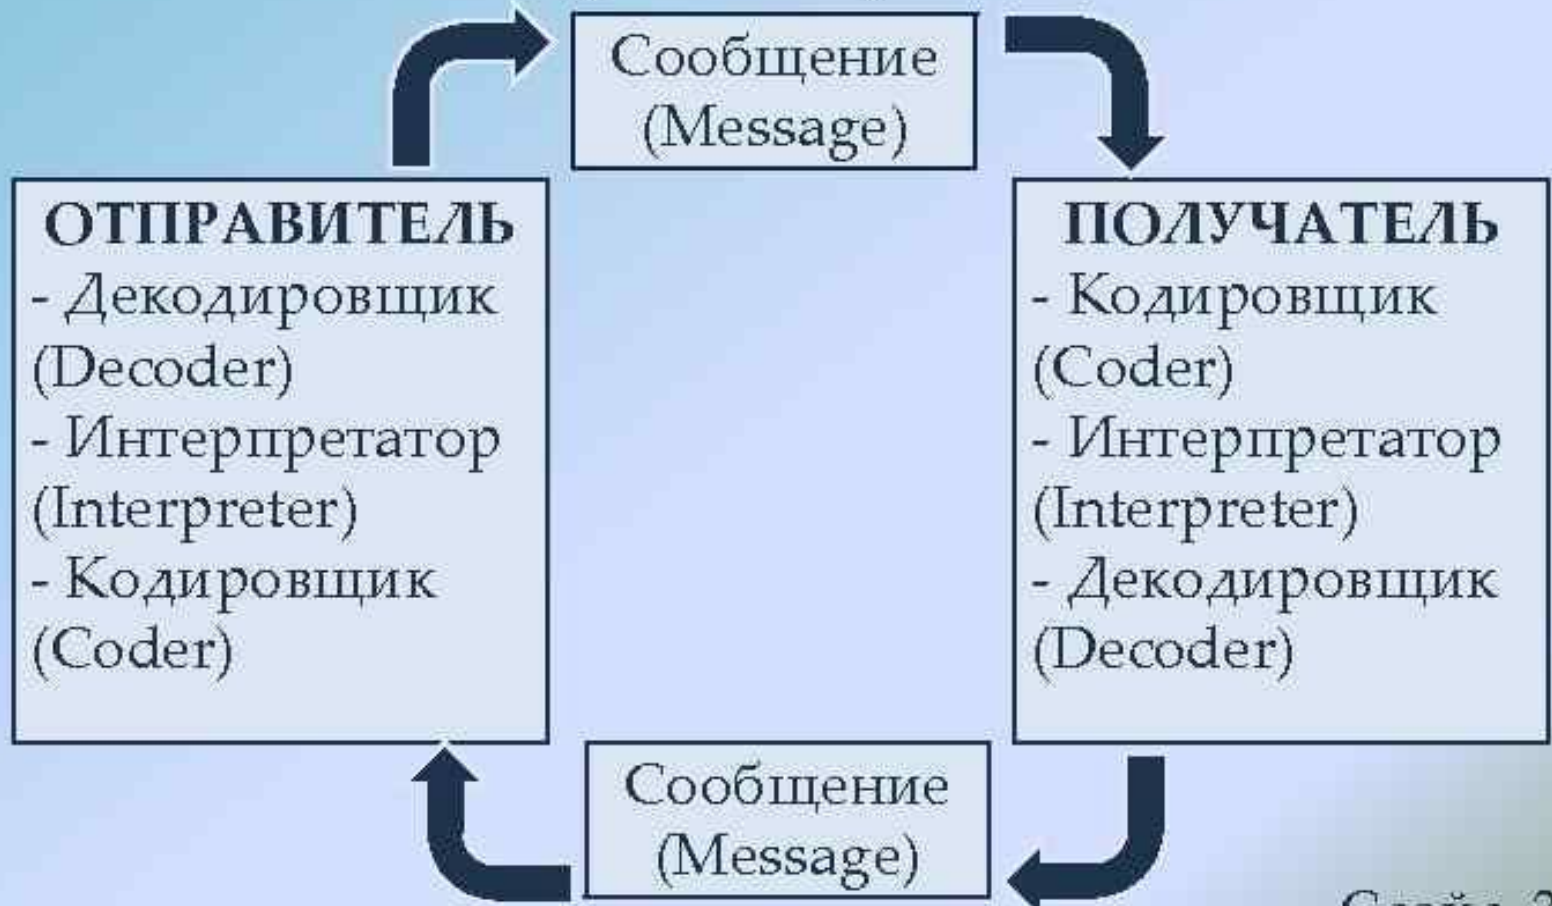 Сообщение
(Message)
ОТПРАВИТЕЛЬ
- Декодировщик
(Decoder)
- Интерпретатор
(Interpreter)
- Кодировщик
(Coder)
ПОЛУЧАТЕЛЬ
- Кодировщик
(Coder)
- Интерпретатор
(Interpreter)
- Декодировщик
(Decoder)
Сообщение
(Message)